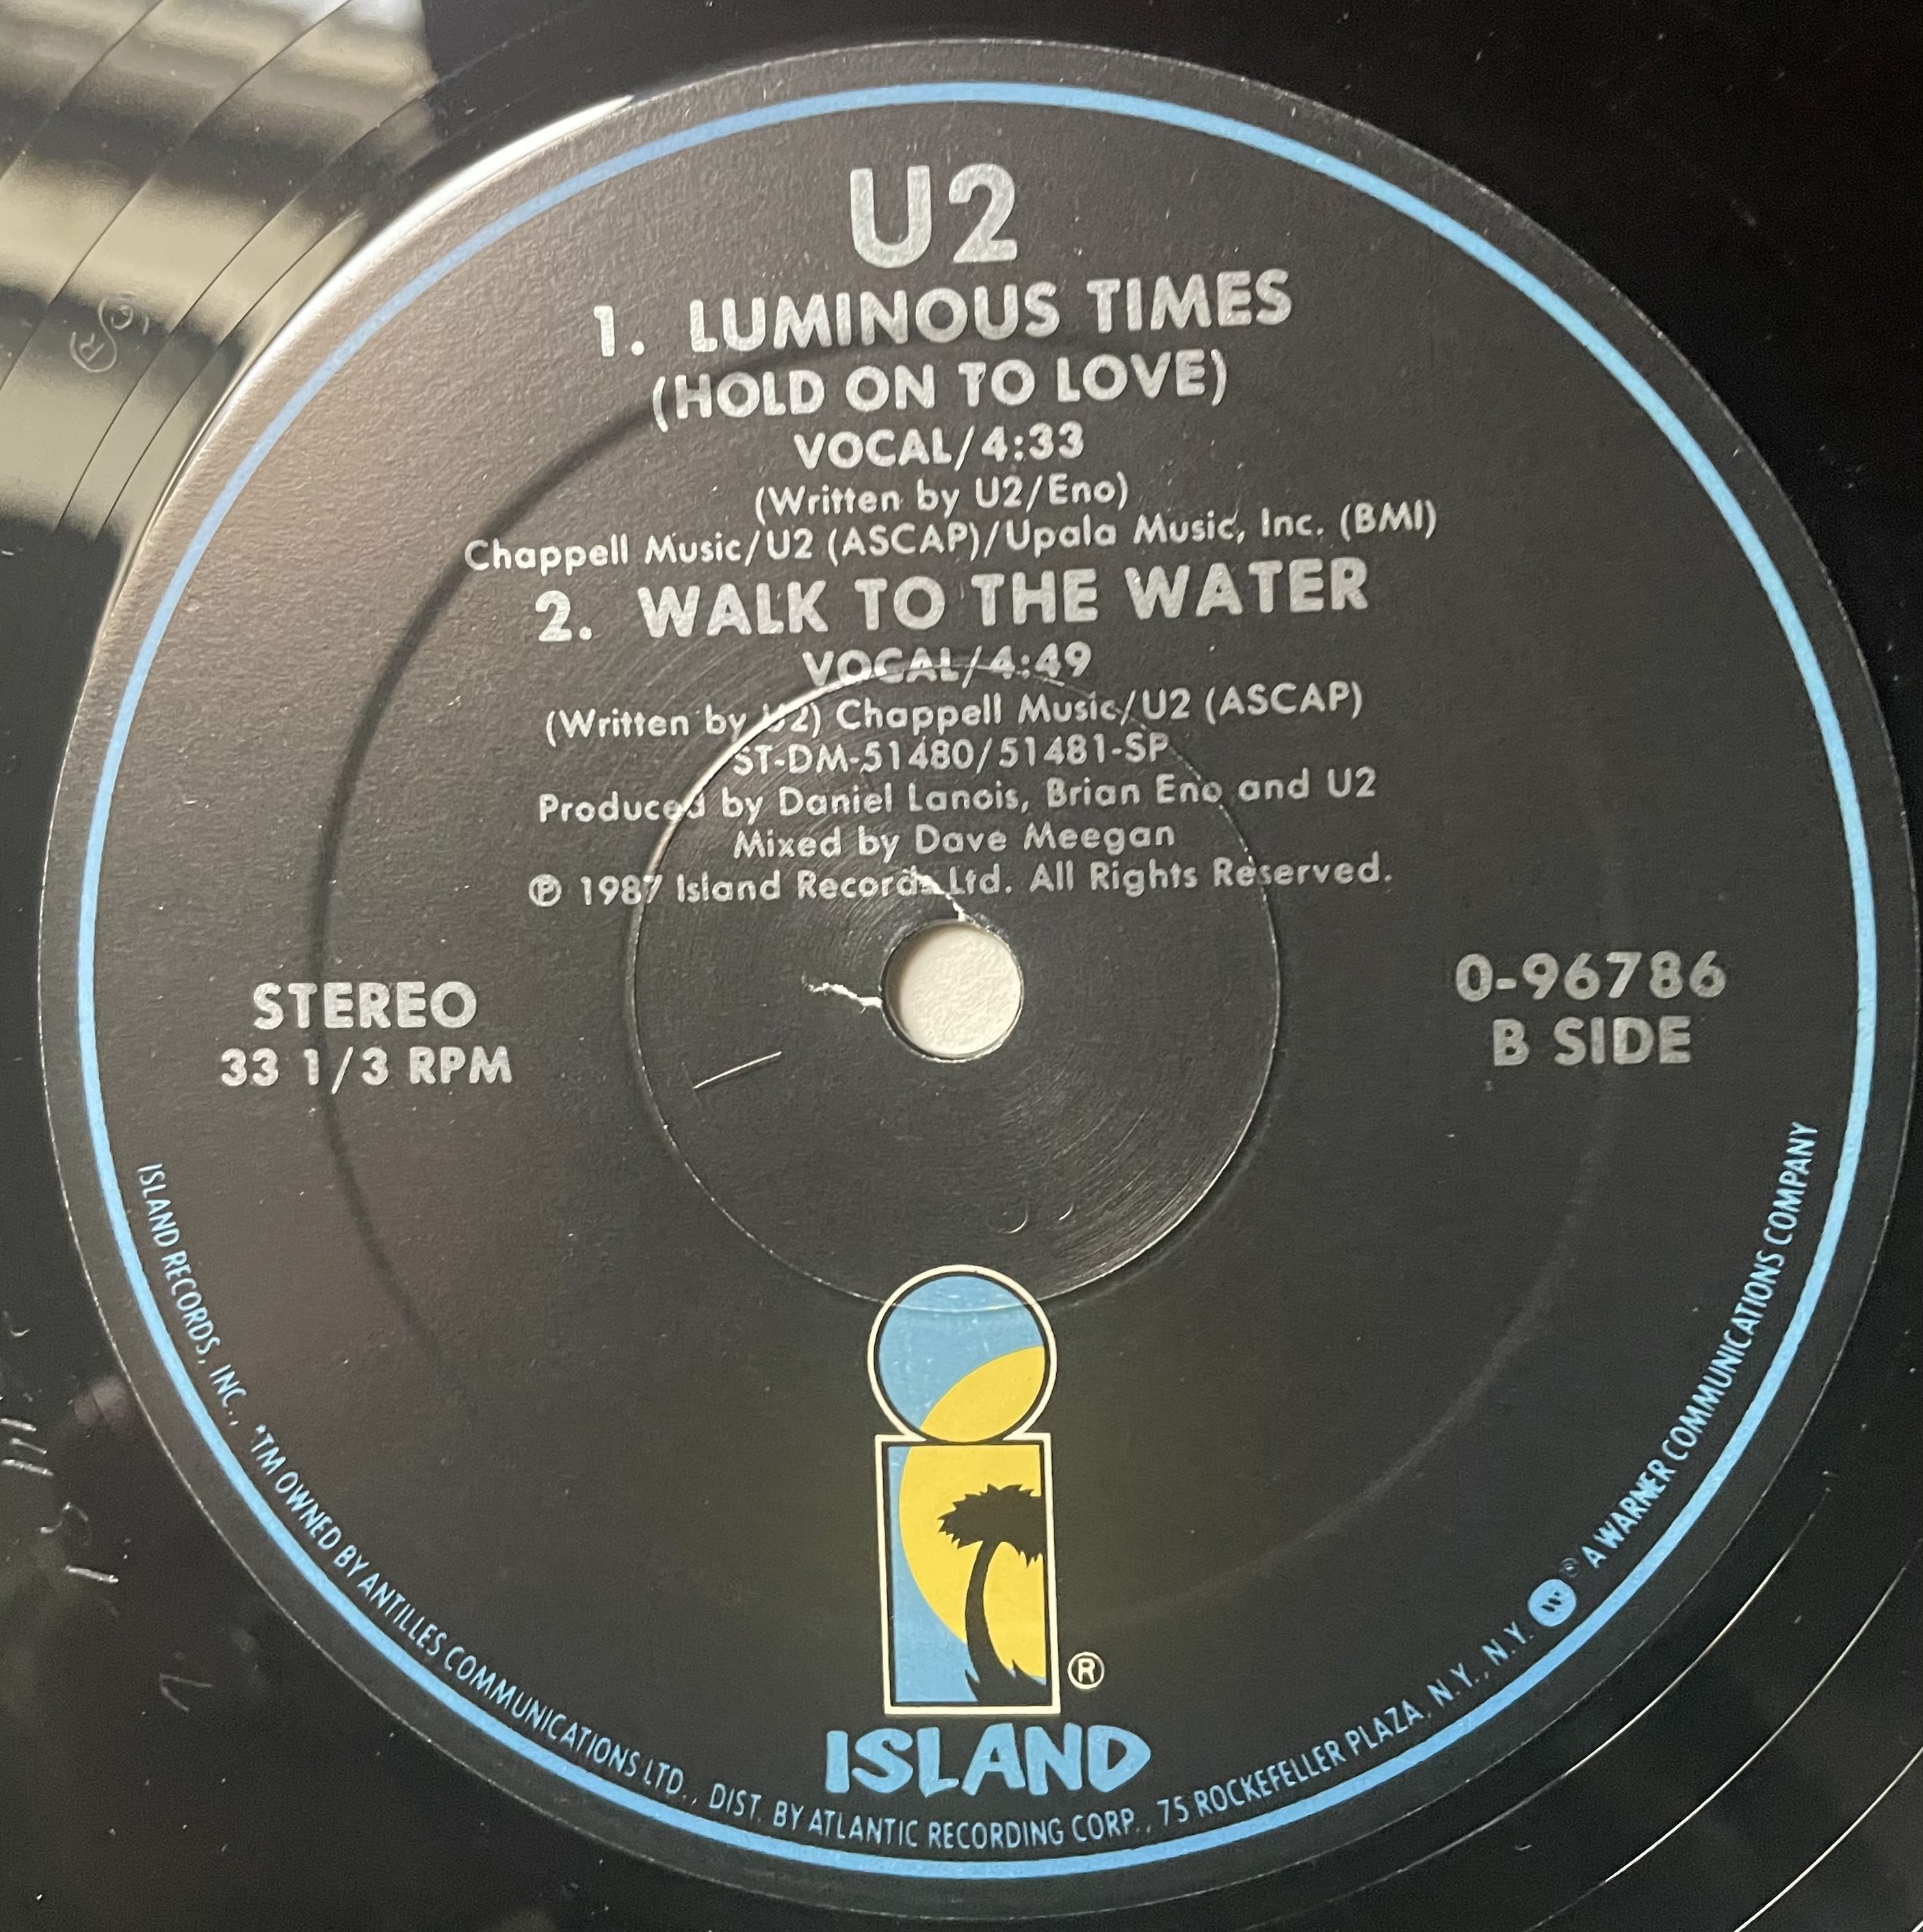 U2
1. LUMINOUS TIMES
(HOLD ON TO LOVE)
VOCAL/4:33
(Written by U2/Eno)
Chappell Music/U2 (ASCAP)/Upala Music, Inc. (BMI)
2. WALK TO THE WATER
VOCAL/4:49
(Written by U2) Chappell Music/U2 (ASCAP)
ST-DM-51480/51481-SP
Produced by Daniel Lanois, Brian Eno and U2
Mixed by Dave Meegan
℗ 1987 Island Records Ltd. All Rights Reserved.
STEREO
33 1/3 RPM
0-96786
B SIDE
®
ISLAND
ISLAND RECORDS, INC., *TM OWNED BY ANTILLES COMMUNICATIONS LTD., DIST. BY ATLANTIC RECORDING CORP., 75 ROCKEFELLER PLAZA, N.Y., N.Y. ® A WARNER COMMUNICATIONS COMPANY